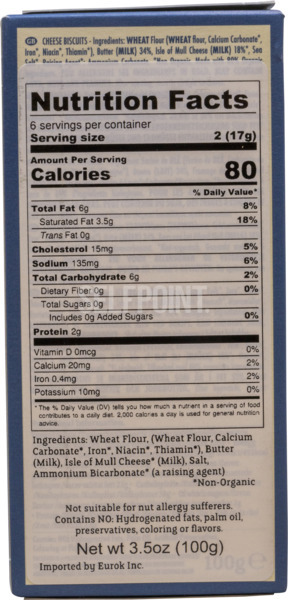 GB CHEESE BISCUITS - Ingredients: WHEAT Flour (WHEAT flour, Calcium Carbonate*,
Iron*, Niacin*, Thiamin*), Butter (MILK) 34%, Isle of Mull Cheese (MILK) 18%*, Sea
Nutrition Facts
6 servings per container
Serving size 2 (17g)
Amount Per Serving
Calories 80
% Daily Value*
Total Fat 6g 8%
Saturated Fat 3.5g 18%
Trans Fat 0g
Cholesterol 15mg 5%
Sodium 135mg 6%
Total Carbohydrate 6g 2%
Dietary Fiber 0g 0%
Total Sugars 0g
Includes 0g Added Sugars 0%
Protein 2g
Vitamin D 0mcg 0%
Calcium 20mg 2%
Iron 0.4mg 2%
Potassium 10mg 0%
*The % Daily Value (DV) tells you how much a nutrient in a serving of food
contributes to a daily diet. 2,000 calories a day is used for general nutrition
advice.
Ingredients: Wheat Flour, (Wheat Flour, Calcium
Carbonate*, Iron*, Niacin*, Thiamin*), Butter
(Milk), Isle of Mull Cheese* (Milk), Salt,
Ammonium Bicarbonate* (a raising agent)
*Non-Organic
Not suitable for nut allergy sufferers.
Contains NO: Hydrogenated fats, palm oil,
preservatives, coloring or flavors.
Net wt 3.5oz (100g)
Imported by Eurok Inc.
100g e